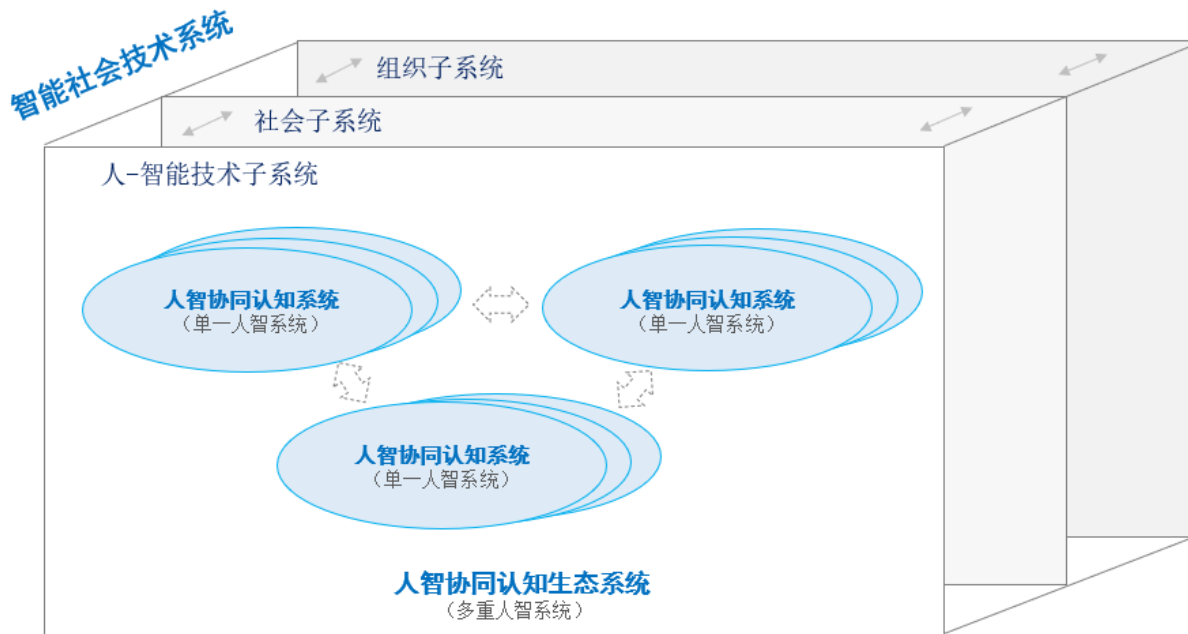 智能社会技术系统
组织子系统
社会子系统
人-智能技术子系统
人智协同认知系统
（单一人智系统）
人智协同认知系统
（单一人智系统）
人智协同认知系统
（单一人智系统）
人智协同认知生态系统
（多重人智系统）